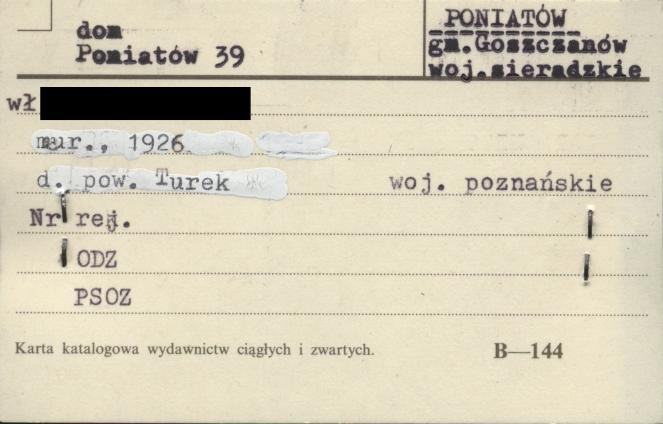 dom
Poniatów 39
PONIATÓW
gm.Goszczanów
woj.sieradzkie
wł
mur., 1926
d. pow. Turek woj. poznańskie
Nr rej.
ODZ
PSOZ
Karta katalogowa wydawnictw ciągłych i zwartych. B—144